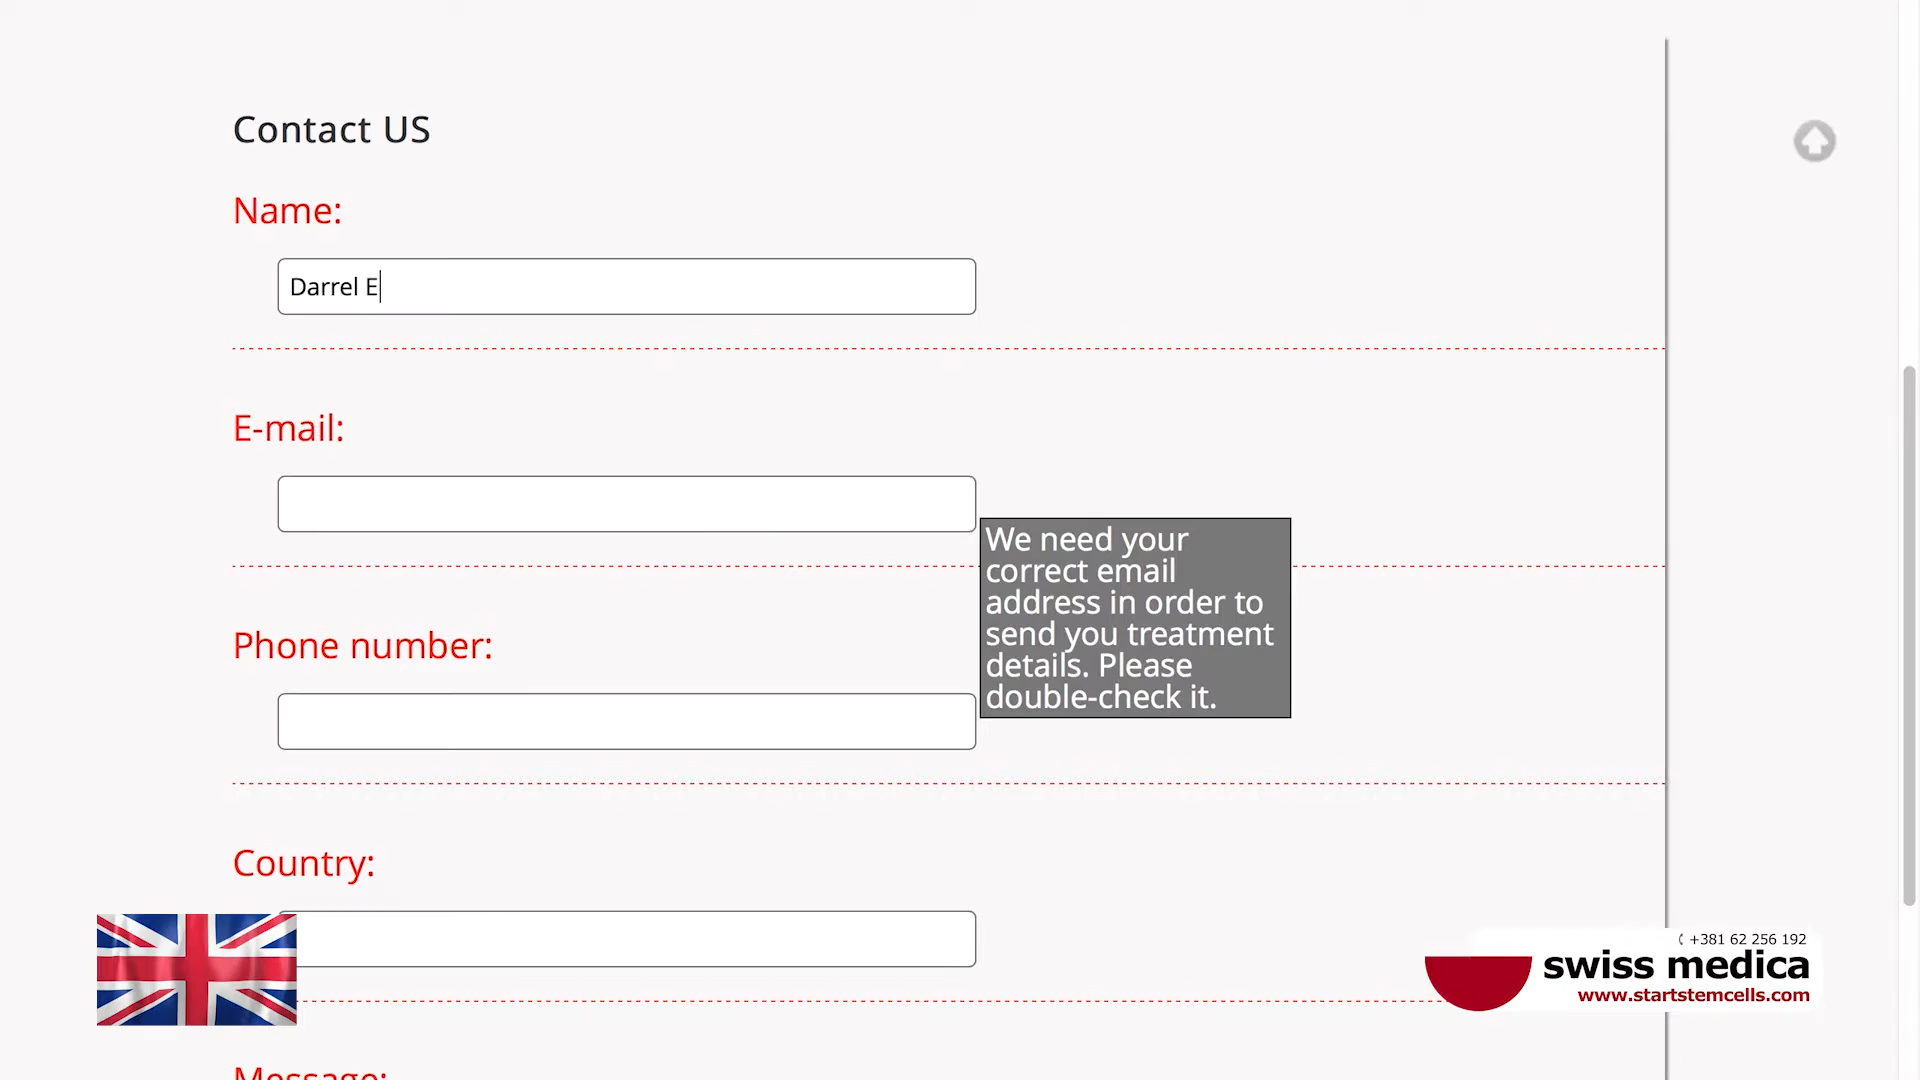 Contact US
Name:
Darrel E
E-mail:
We need your
correct email
address in order to
send you treatment
details. Please
double-check it.
Phone number:
Country:
+381 62 256 192
swiss medica
www.startstemcells.com
Message: